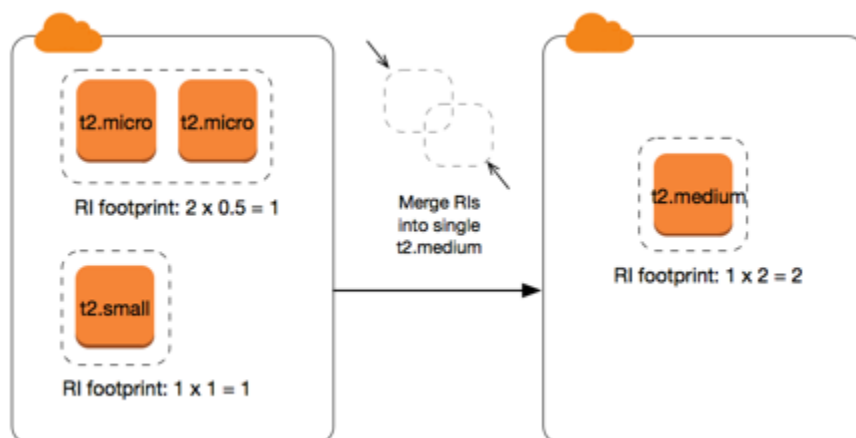 t2.micro
t2.micro
RI footprint: 2 x 0.5 = 1
t2.small
RI footprint: 1 x 1 = 1
Merge RIs
into single
t2.medium
t2.medium
RI footprint: 1 x 2 = 2